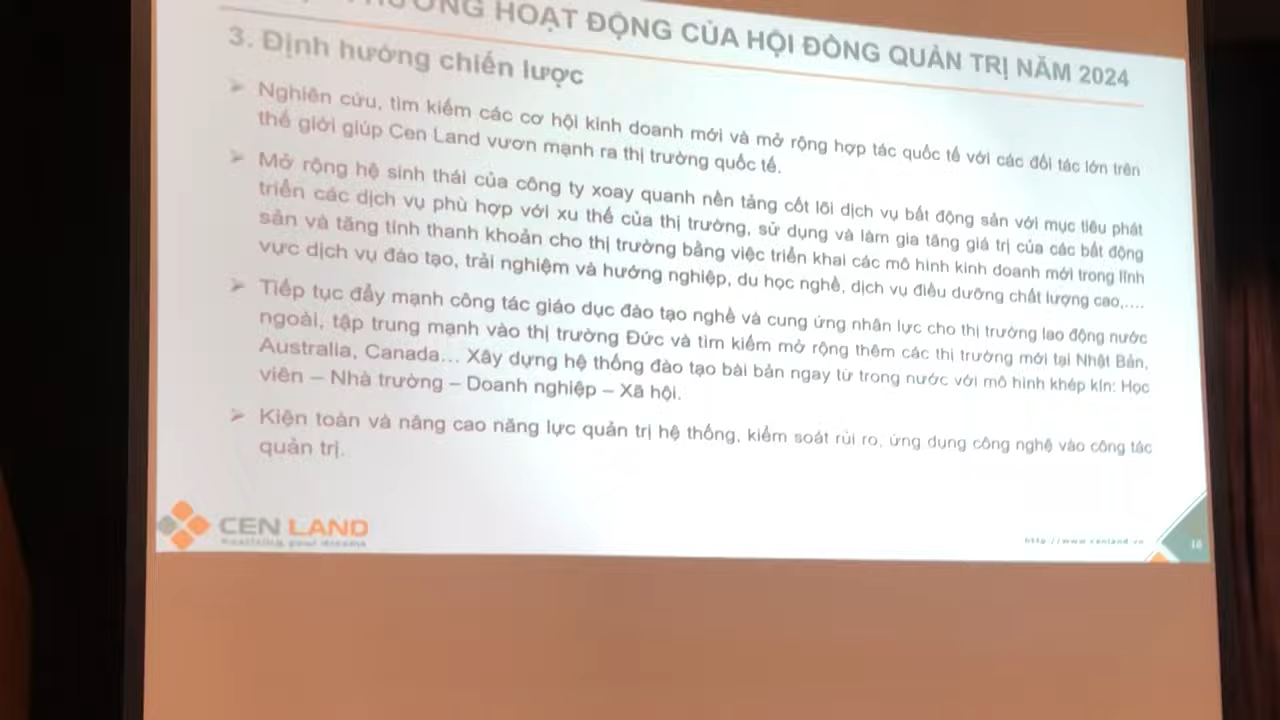 HOẠT ĐỘNG CỦA HỘI ĐỒNG QUẢN TRỊ NĂM 2024
3. Định hướng chiến lược
➢ Nghiên cứu, tìm kiếm các cơ hội kinh doanh mới và mở rộng hợp tác quốc tế với các đối tác lớn trên
thế giới giúp Cen Land vươn mạnh ra thị trường quốc tế.
➢ Mở rộng hệ sinh thái của công ty xoay quanh nền tảng cốt lõi dịch vụ bất động sản với mục tiêu phát
triển các dịch vụ phù hợp với xu thế của thị trường, sử dụng và làm gia tăng giá trị của các bất động
sản và tăng tính thanh khoản cho thị trường bằng việc triển khai các mô hình kinh doanh mới trong lĩnh
vực dịch vụ đào tạo, trải nghiệm và hướng nghiệp, du học nghề, dịch vụ điều dưỡng chất lượng cao,....
➢ Tiếp tục đẩy mạnh công tác giáo dục đào tạo nghề và cung ứng nhân lực cho thị trường lao động nước
ngoài, tập trung mạnh vào thị trường Đức và tìm kiếm mở rộng thêm các thị trường mới tại Nhật Bản,
Australia, Canada... Xây dựng hệ thống đào tạo bài bản ngay từ trong nước với mô hình khép kín: Học
viên – Nhà trường – Doanh nghiệp – Xã hội.
➢ Kiện toàn và nâng cao năng lực quản trị hệ thống, kiểm soát rủi ro, ứng dụng công nghệ vào công tác
quản trị.
CEN LAND
Realizing your dreams
http://www.cenland.vn